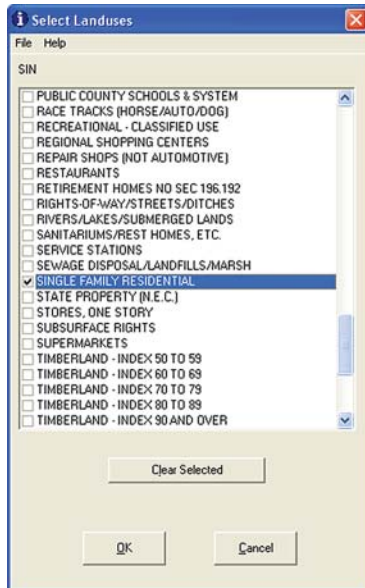 Select Landuses
File Help
SIN
PUBLIC COUNTY SCHOOLS & SYSTEM
RACE TRACKS (HORSE/AUTO/DOG)
RECREATIONAL - CLASSIFIED USE
REGIONAL SHOPPING CENTERS
REPAIR SHOPS (NOT AUTOMOTIVE)
RESTAURANTS
RETIREMENT HOMES NO SEC 196.192
RIGHTS-OF-WAY/STREETS/DITCHES
RIVERS/LAKES/SUBMERGED LANDS
SANITARIUMS/REST HOMES, ETC.
SERVICE STATIONS
SEWAGE DISPOSAL/LANDFILLS/MARSH
SINGLE FAMILY RESIDENTIAL
STATE PROPERTY (N.E.C.)
STORES, ONE STORY
SUBSURFACE RIGHTS
SUPERMARKETS
TIMBERLAND - INDEX 50 TO 59
TIMBERLAND - INDEX 60 TO 69
TIMBERLAND - INDEX 70 TO 79
TIMBERLAND - INDEX 80 TO 89
TIMBERLAND - INDEX 90 AND OVER
Clear Selected
OK Cancel